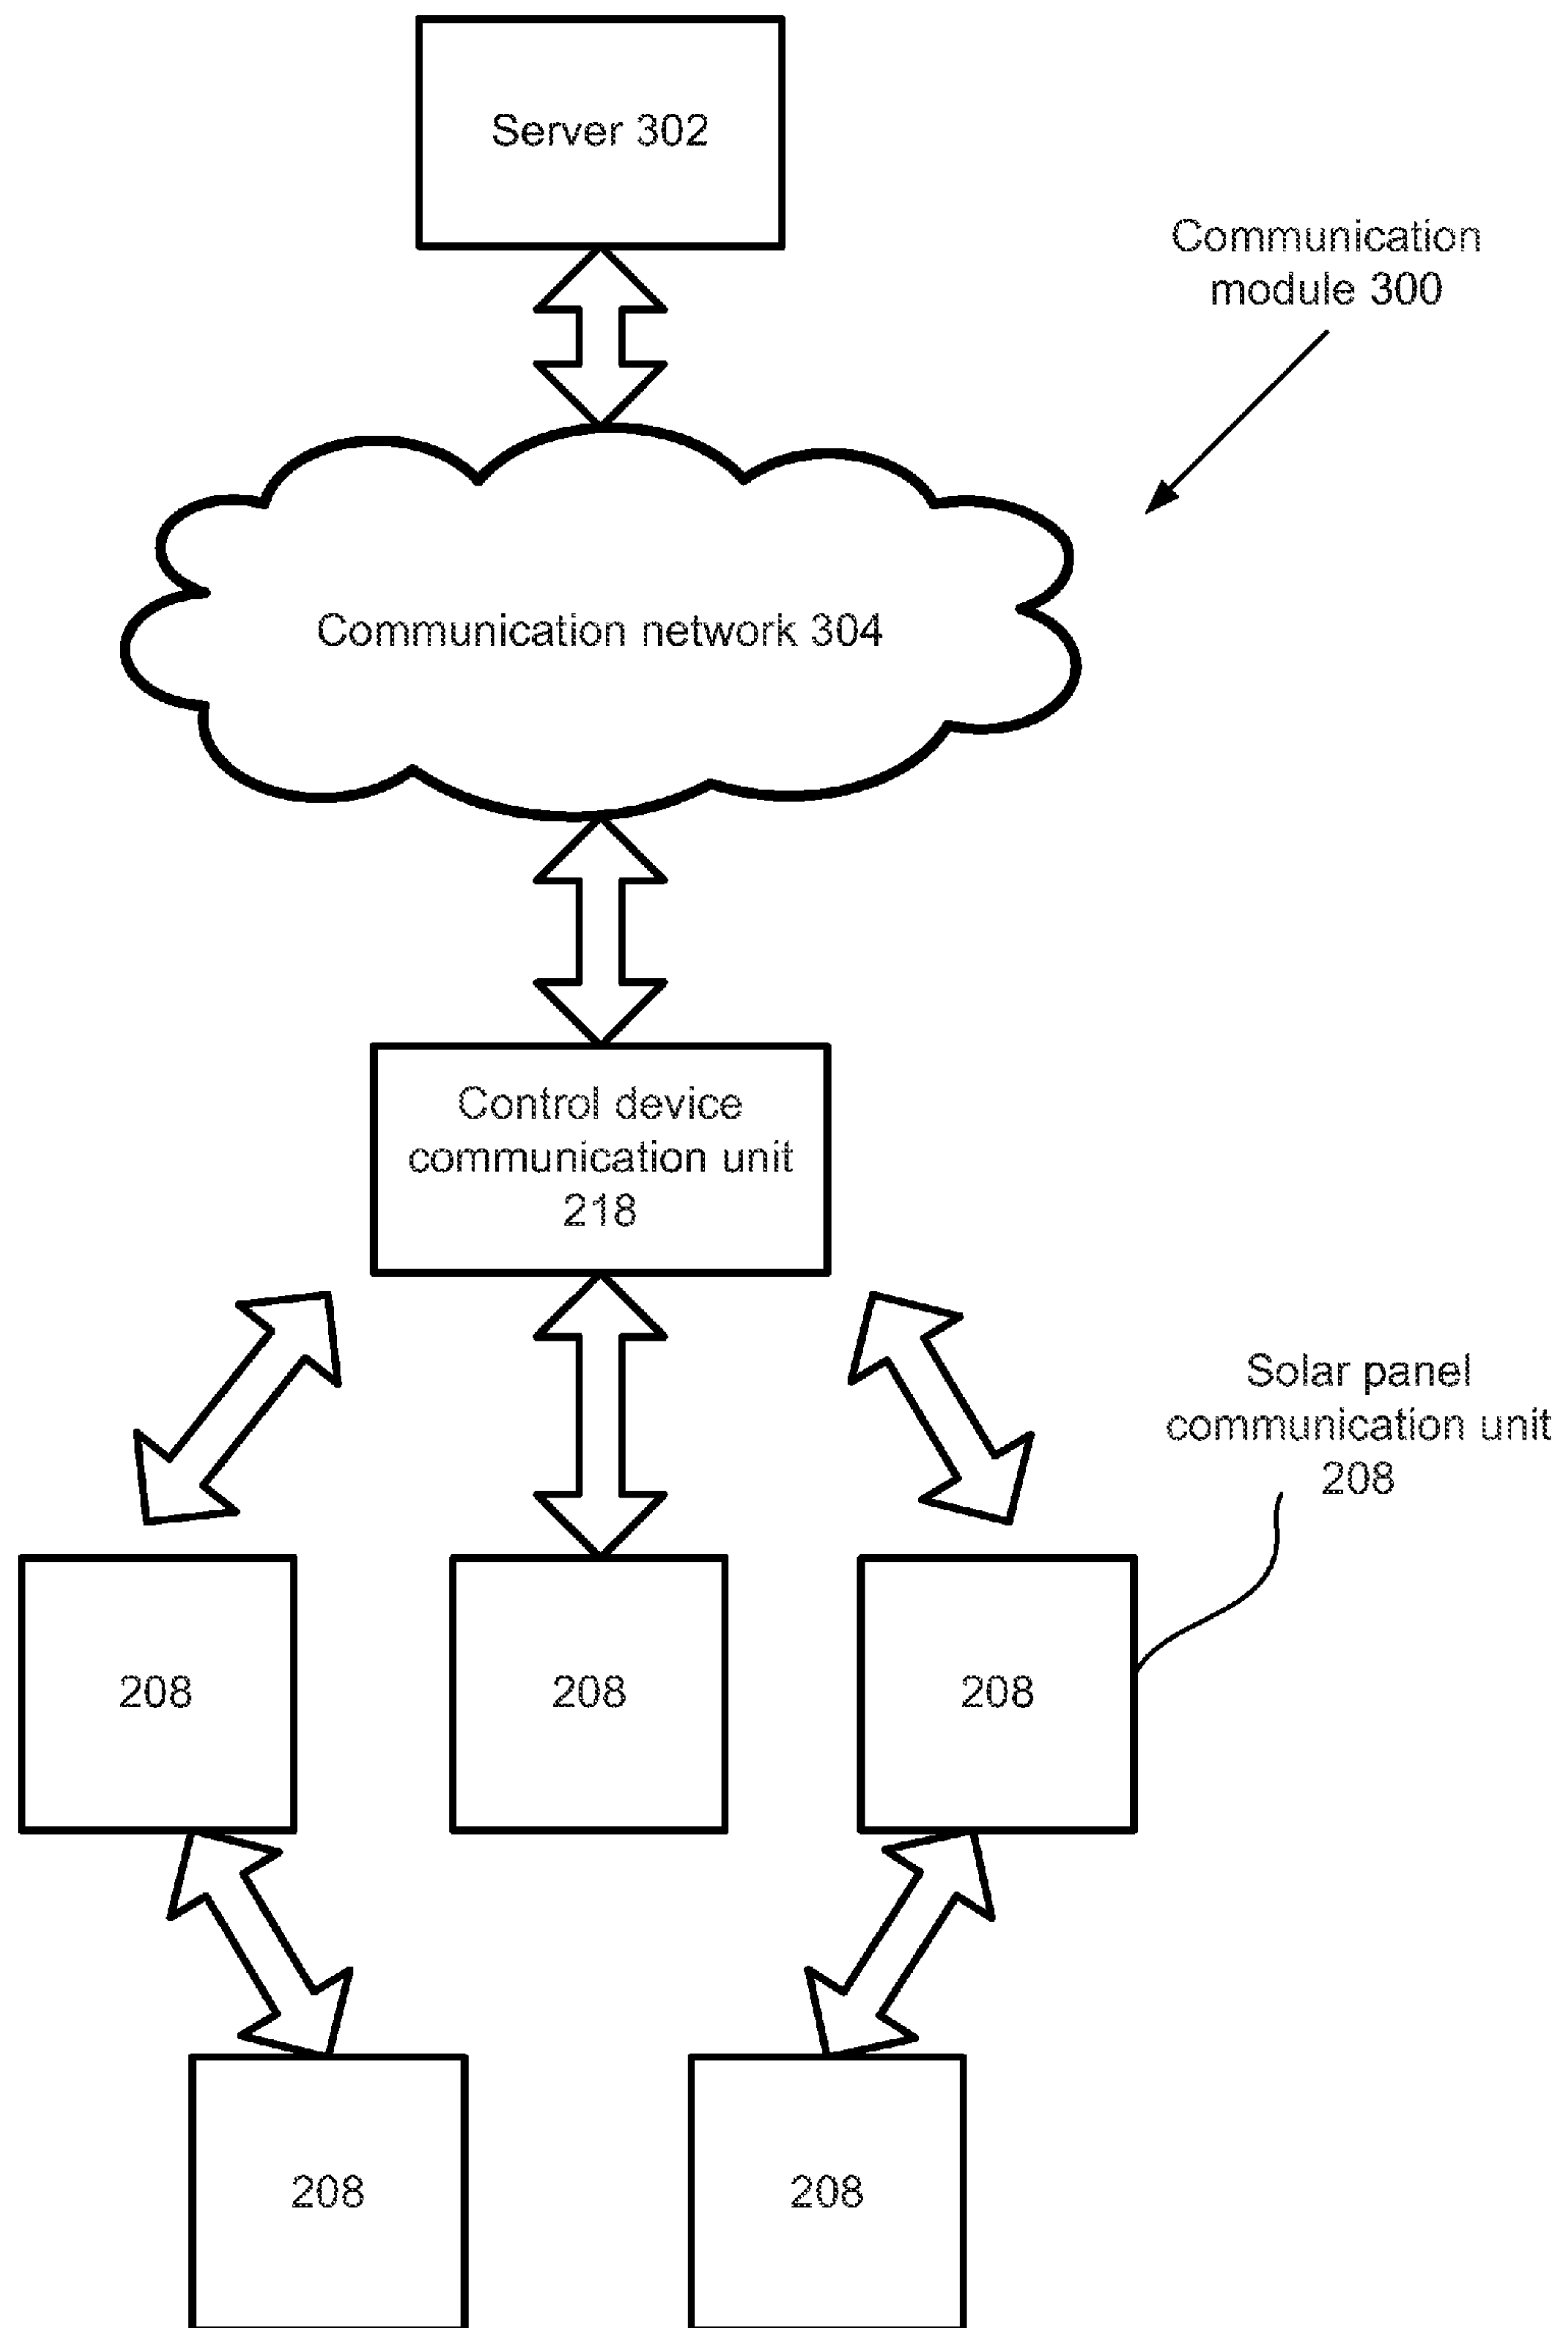 Server 302
Communication
module 300
Communication network 304
Control device
communication unit
218
Solar panel
communication unit
208
208
208
208
208
208